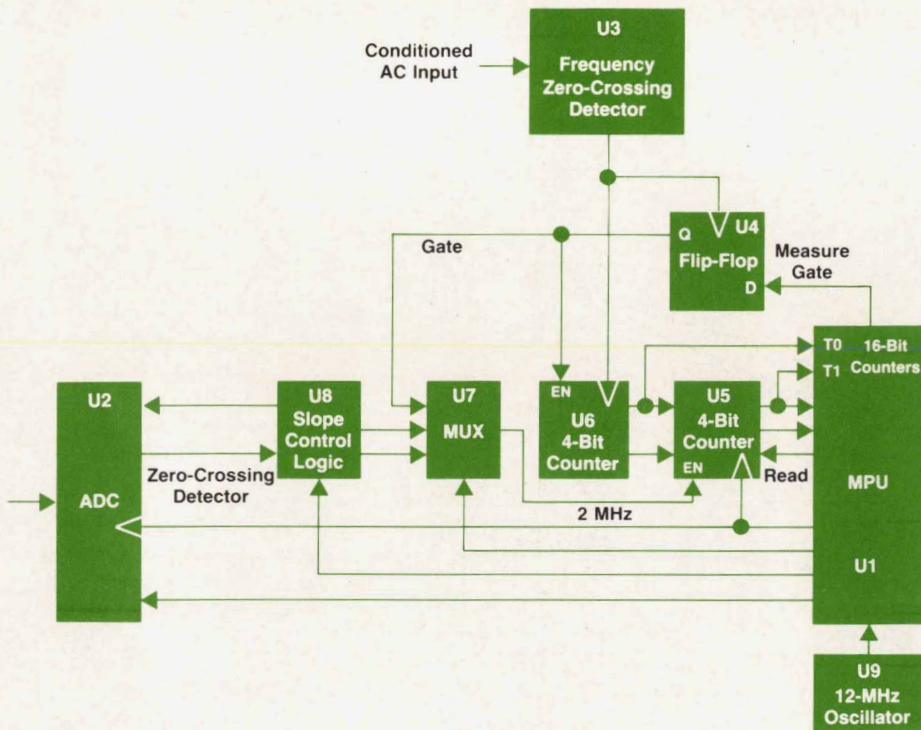 U3
Frequency
Zero-Crossing
Detector
Conditioned
AC Input
Q
U4
Flip-Flop
D
Gate
Measure
Gate
T0
16-Bit
Counters
T1
MPU
U1
U2
ADC
U8
Slope
Control
Logic
Zero-Crossing
Detector
U7
MUX
EN
U6
4-Bit
Counter
U5
4-Bit
Counter
EN
Read
2 MHz
U9
12-MHz
Oscillator